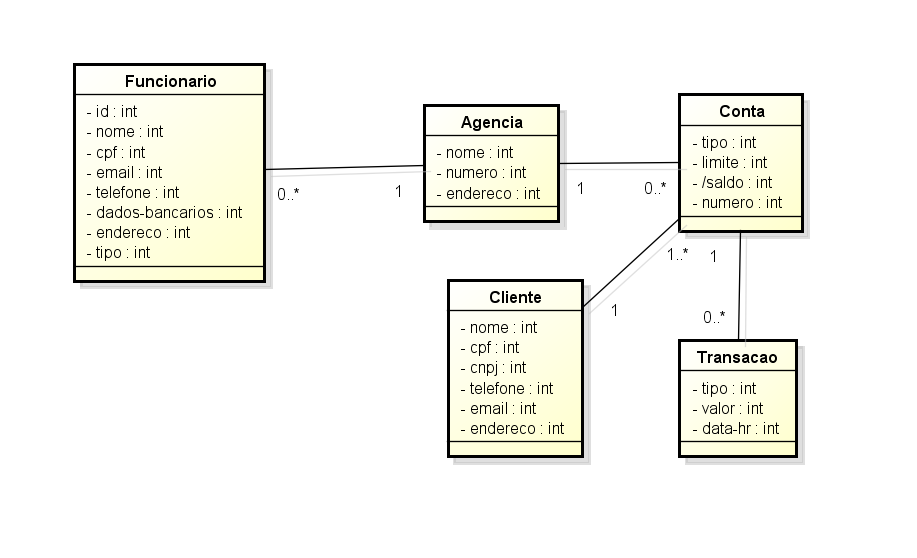 Funcionario
- id : int
- nome : int
- cpf : int
- email : int
- telefone : int
- dados-bancarios : int
- endereco : int
- tipo : int
0..*
1
Agencia
- nome : int
- numero : int
- endereco : int
1
0..*
Conta
- tipo : int
- limite : int
- /saldo : int
- numero : int
1..*
1
1
0..*
Cliente
- nome : int
- cpf : int
- cnpj : int
- telefone : int
- email : int
- endereco : int
Transacao
- tipo : int
- valor : int
- data-hr : int